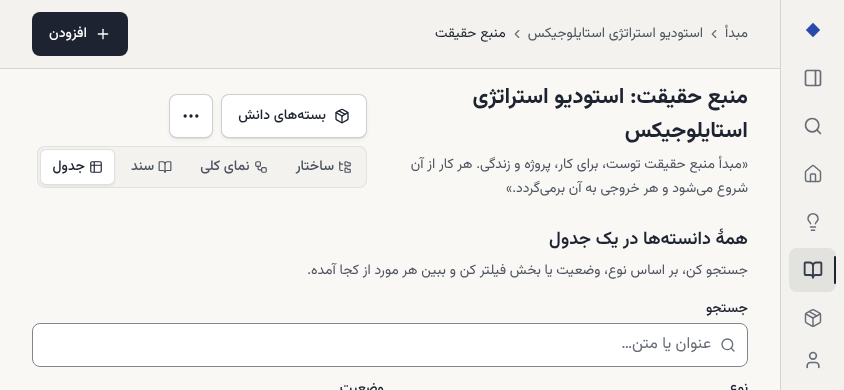 مبدأ › استودیو استراتژی استایلوجیکس › منبع حقیقت
افزودن
منبع حقیقت: استودیو استراتژی
استایلوجیکس
«مبدأ منبع حقیقت توست، برای کار، پروژه و زندگی. هر کار از آن
شروع می‌شود و هر خروجی به آن برمی‌گردد.»
بسته‌های دانش
ساختار
نمای کلی
سند
جدول
همهٔ دانسته‌ها در یک جدول
جستجو کن، بر اساس نوع، وضعیت یا بخش فیلتر کن و ببین هر مورد از کجا آمده.
جستجو
عنوان یا متن…
نوع
وضعیت